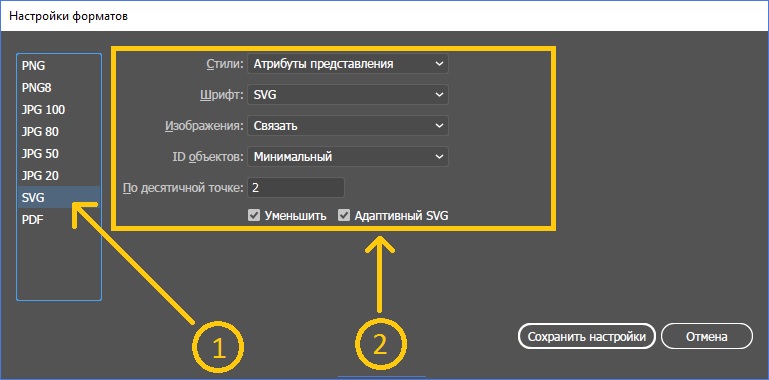 Настройки форматов
PNG
PNG8
JPG 100
JPG 80
JPG 50
JPG 20
SVG
PDF
Стили: Атрибуты представления
Шрифт: SVG
Изображения: Связать
ID объектов: Минимальный
По десятичной точке: 2
Уменьшить Адаптивный SVG
1
2
Сохранить настройки Отмена